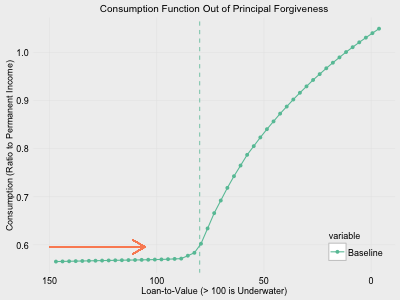 Consumption Function Out of Principal Forgiveness
Consumption (Ratio to Permanent Income)
1.0
0.9
0.8
0.7
0.6
variable
Baseline
150
100
50
0
Loan-to-Value (> 100 is Underwater)